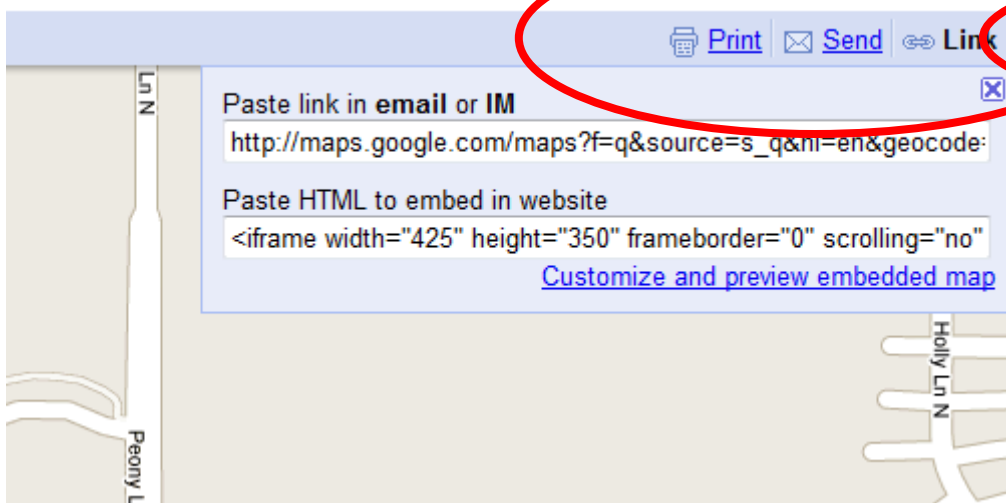 Print Send Link
Ln N
Paste link in email or IM
http://maps.google.com/maps?f=q&source=s_q&hl=en&geocode=
Paste HTML to embed in website
<iframe width="425" height="350" frameborder="0" scrolling="no"
Customize and preview embedded map
Holly Ln N
Peony L